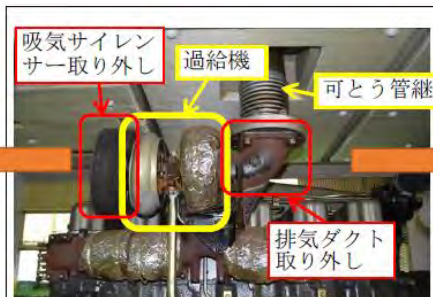 吸気サイレン
サー取り外し
過給機
可とう管継
排気ダクト
取り外し